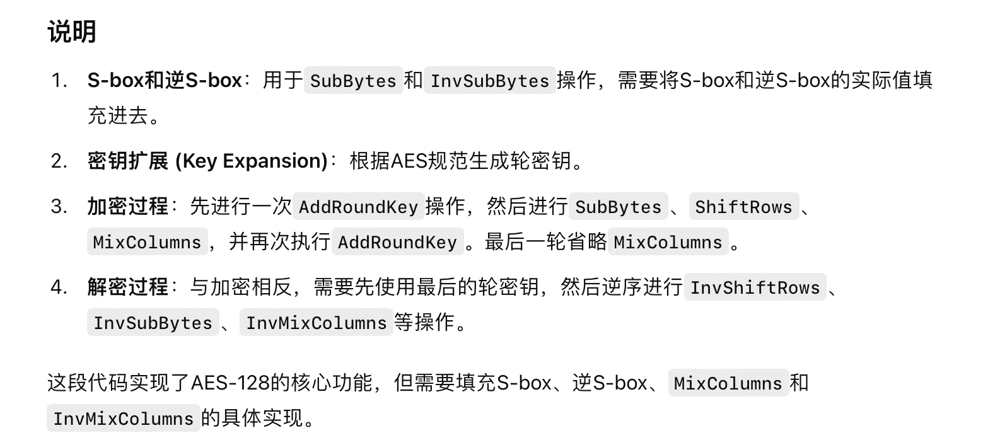 说明
1. S-box和逆S-box：用于 SubBytes 和 InvSubBytes 操作，需要将S-box和逆S-box的实际值填
充进去。
2. 密钥扩展 (Key Expansion)：根据AES规范生成轮密钥。
3. 加密过程：先进行一次 AddRoundKey 操作，然后进行 SubBytes 、 ShiftRows 、
MixColumns ，并再次执行 AddRoundKey 。最后一轮省略 MixColumns 。
4. 解密过程：与加密相反，需要先使用最后的轮密钥，然后逆序进行 InvShiftRows 、
InvSubBytes 、 InvMixColumns 等操作。
这段代码实现了AES-128的核心功能，但需要填充S-box、逆S-box、 MixColumns 和
InvMixColumns 的具体实现。